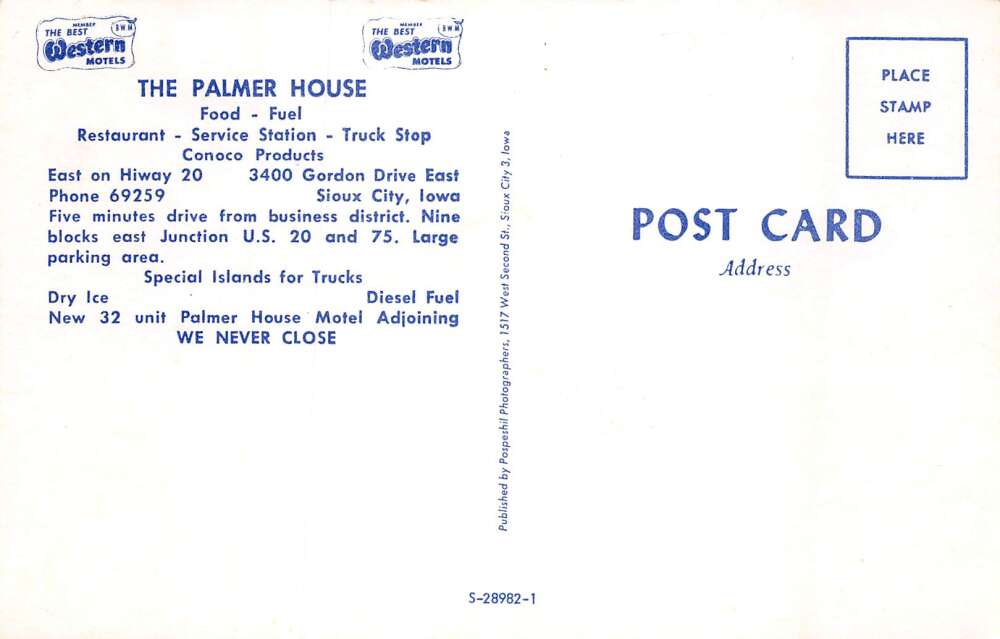 MEMBER
THE BEST BWM
Western
MOTELS
MEMBER
THE BEST BWM
Western
MOTELS
THE PALMER HOUSE
Food - Fuel
Restaurant - Service Station - Truck Stop
Conoco Products
East on Hiway 20 3400 Gordon Drive East
Phone 69259 Sioux City, Iowa
Five minutes drive from business district. Nine
blocks east Junction U.S. 20 and 75. Large
parking area.
Special Islands for Trucks
Dry Ice Diesel Fuel
New 32 unit Palmer House Motel Adjoining
WE NEVER CLOSE
Published by Pospeshil Photographers, 1517 West Second St., Sioux City 3, Iowa
S-28982-1
PLACE
STAMP
HERE
POST CARD
Address